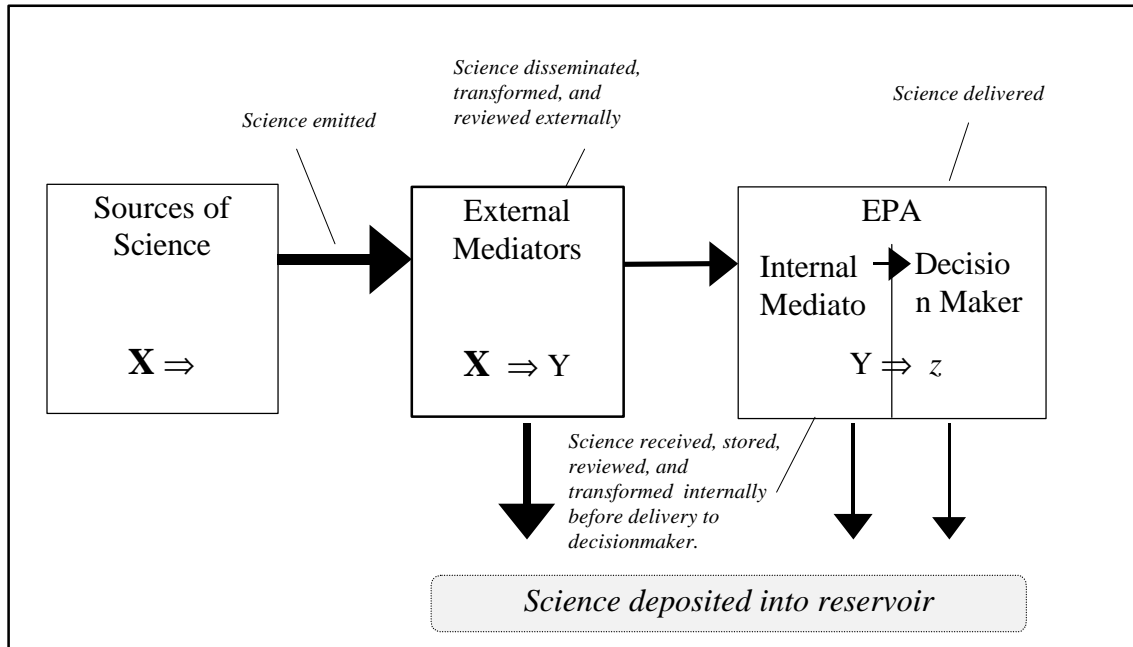 Science disseminated,
transformed, and
reviewed externally
Science delivered
Science emitted
Sources of
Science
X ⇒
External
Mediators
X ⇒ Y
EPA
Internal
Mediato
Decisio
n Maker
Y ⇒ z
Science received, stored,
reviewed, and
transformed internally
before delivery to
decisionmaker.
Science deposited into reservoir